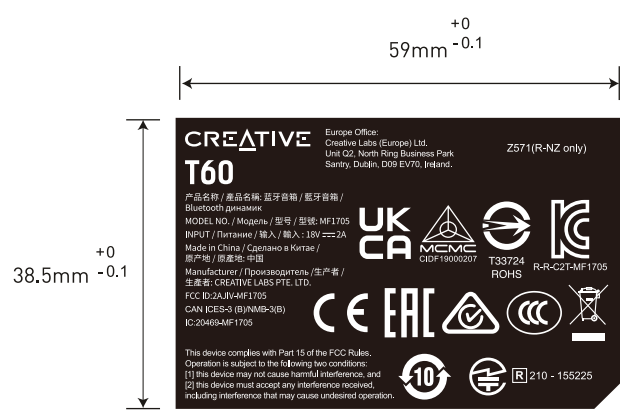 59mm +0 -0.1
38.5mm +0 -0.1
CREATIVE
T60
Europe Office:
Creative Labs (Europe) Ltd.
Unit Q2, North Ring Business Park
Santry, Dublin, D09 EV70, Ireland.
Z571(R-NZ only)
产品名称 / 產品名稱: 蓝牙音箱 / 藍牙音箱 /
Bluetooth динамик
MODEL NO. / Модель / 型号 / 型號: MF1705
INPUT / Питание / 输入 / 輸入 : 18V ⎓ 2A
Made in China / Сделано в Китае /
原产地 / 原產地: 中国
Manufacturer / Производитель /生产者 /
生產者: CREATIVE LABS PTE. LTD.
FCC ID:2AJIV-MF1705
CAN ICES-3 (B)/NMB-3(B)
IC:20469-MF1705
UK
CA
MCMC
CIDF19000207
T33724
ROHS
R-R-C2T-MF1705
CE
EAC
CCC
This device complies with Part 15 of the FCC Rules.
Operation is subject to the following two conditions:
[1] this device may not cause harmful interference, and
[2] this device must accept any interference received,
including interference that may cause undesired operation.
10
R 210 - 155225